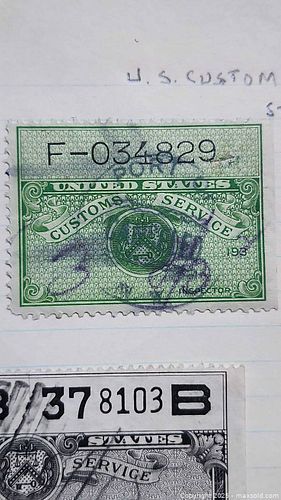 U. S. CUSTOM
F-034829
PORT
UNITED STATES
CUSTOMS SERVICE
193
INSPECTOR
37 8103 B
STATES
SERVICE
Copyright 2025 - maxsold.com